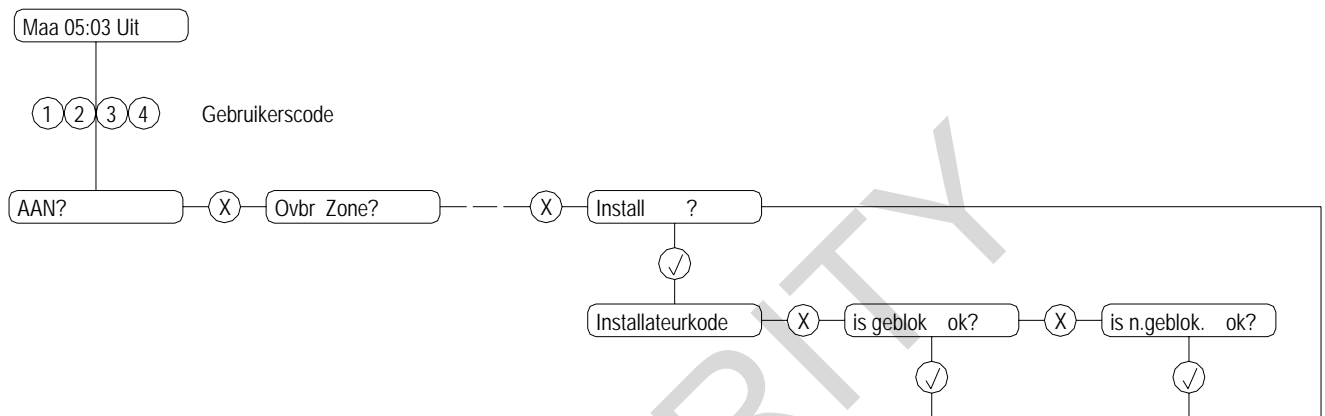 Maa 05:03 Uit
1 2 3 4 Gebruikerscode
AAN? X Ovbr Zone? X Install ?
√
Installateurkode X is geblok ok? X is n.geblok. ok?
√ √
RITY